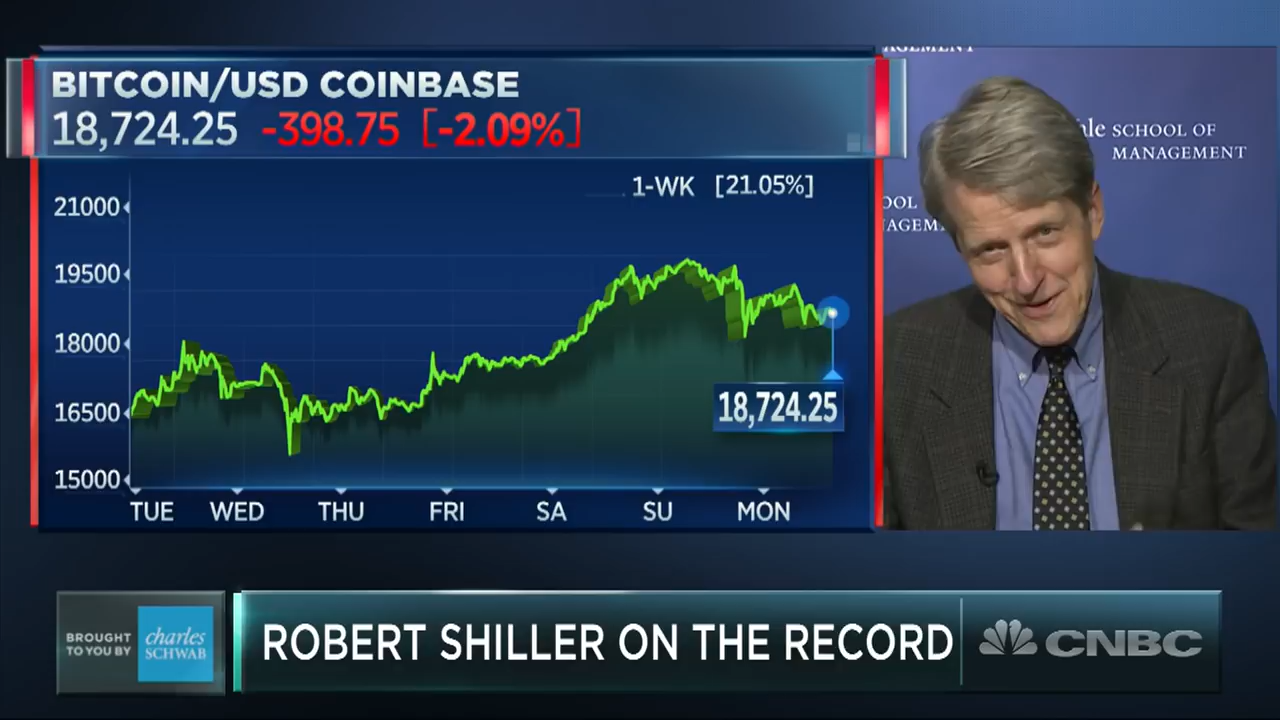 BITCOIN/USD COINBASE
18,724.25 -398.75 [-2.09%]
1-WK [21.05%]
21000
19500
18000
16500
15000
18,724.25
TUE WED THU FRI SA SU MON
SCHOOL OF
MANAGEMENT
BROUGHT
TO YOU BY
charles
SCHWAB
ROBERT SHILLER ON THE RECORD
CNBC